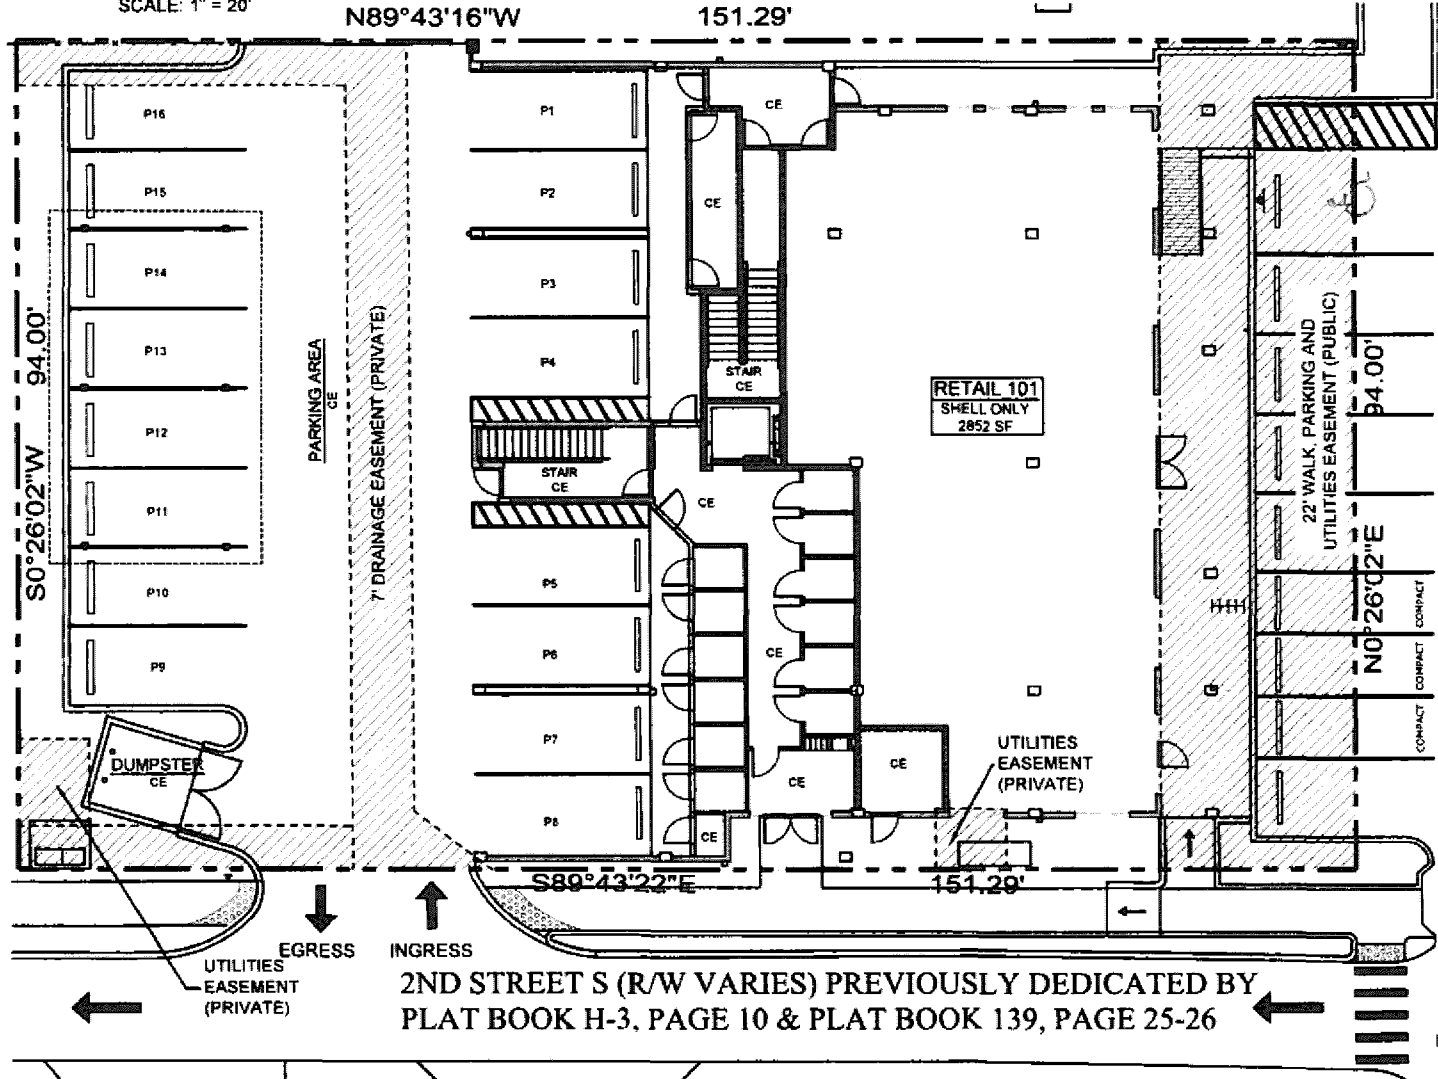 SCALE: 1" = 20'
N89°43'16"W
151.29'
P16
P15
P14
P13
P12
P11
P10
P9
S0°26'02"W 94.00'
PARKING AREA
CE
7' DRAINAGE EASEMENT (PRIVATE)
P1
P2
P3
P4
P5
P6
P7
P8
CE
CE
STAIR
CE
STAIR
CE
CE
CE
CE
CE
CE
RETAIL 101
SHELL ONLY
2852 SF
UTILITIES
EASEMENT
(PRIVATE)
22' WALK, PARKING AND
UTILITIES EASEMENT (PUBLIC)
N0°26'02"E 94.00'
COMPACT
COMPACT
COMPACT
DUMPSTER
CE
S89°43'22"E
151.29'
EGRESS
INGRESS
UTILITIES
EASEMENT
(PRIVATE)
2ND STREET S (R/W VARIES) PREVIOUSLY DEDICATED BY
PLAT BOOK H-3, PAGE 10 & PLAT BOOK 139, PAGE 25-26